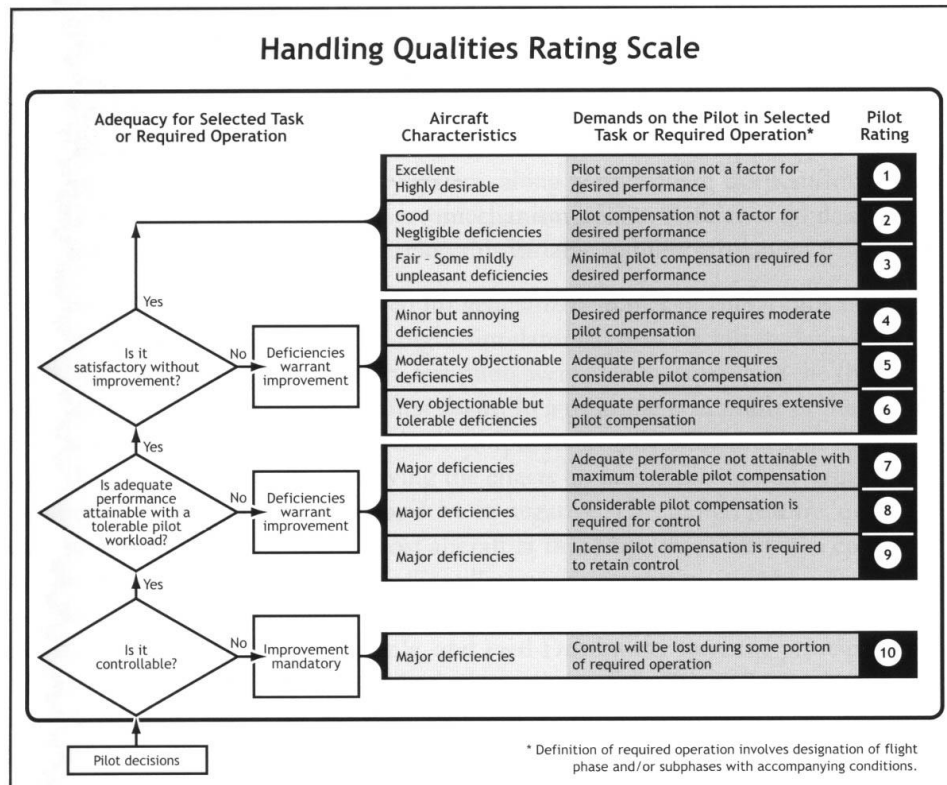 Handling Qualities Rating Scale
Adequacy for Selected Task
or Required Operation
Aircraft
Characteristics
Demands on the Pilot in Selected
Task or Required Operation*
Pilot
Rating
Excellent
Highly desirable
Pilot compensation not a factor for
desired performance
1
Good
Negligible deficiencies
Pilot compensation not a factor for
desired performance
2
Fair – Some mildly
unpleasant deficiencies
Minimal pilot compensation required for
desired performance
3
Yes
Is it
satisfactory without
improvement?
No
Deficiencies
warrant
improvement
Minor but annoying
deficiencies
Desired performance requires moderate
pilot compensation
4
Moderately objectionable
deficiencies
Adequate performance requires
considerable pilot compensation
5
Very objectionable but
tolerable deficiencies
Adequate performance requires extensive
pilot compensation
6
Yes
Is adequate
performance
attainable with a
tolerable pilot
workload?
No
Deficiencies
warrant
improvement
Major deficiencies
Adequate performance not attainable with
maximum tolerable pilot compensation
7
Major deficiencies
Considerable pilot compensation is
required for control
8
Major deficiencies
Intense pilot compensation is required
to retain control
9
Yes
Is it
controllable?
No
Improvement
mandatory
Major deficiencies
Control will be lost during some portion
of required operation
10
Pilot decisions
* Definition of required operation involves designation of flight
phase and/or subphases with accompanying conditions.